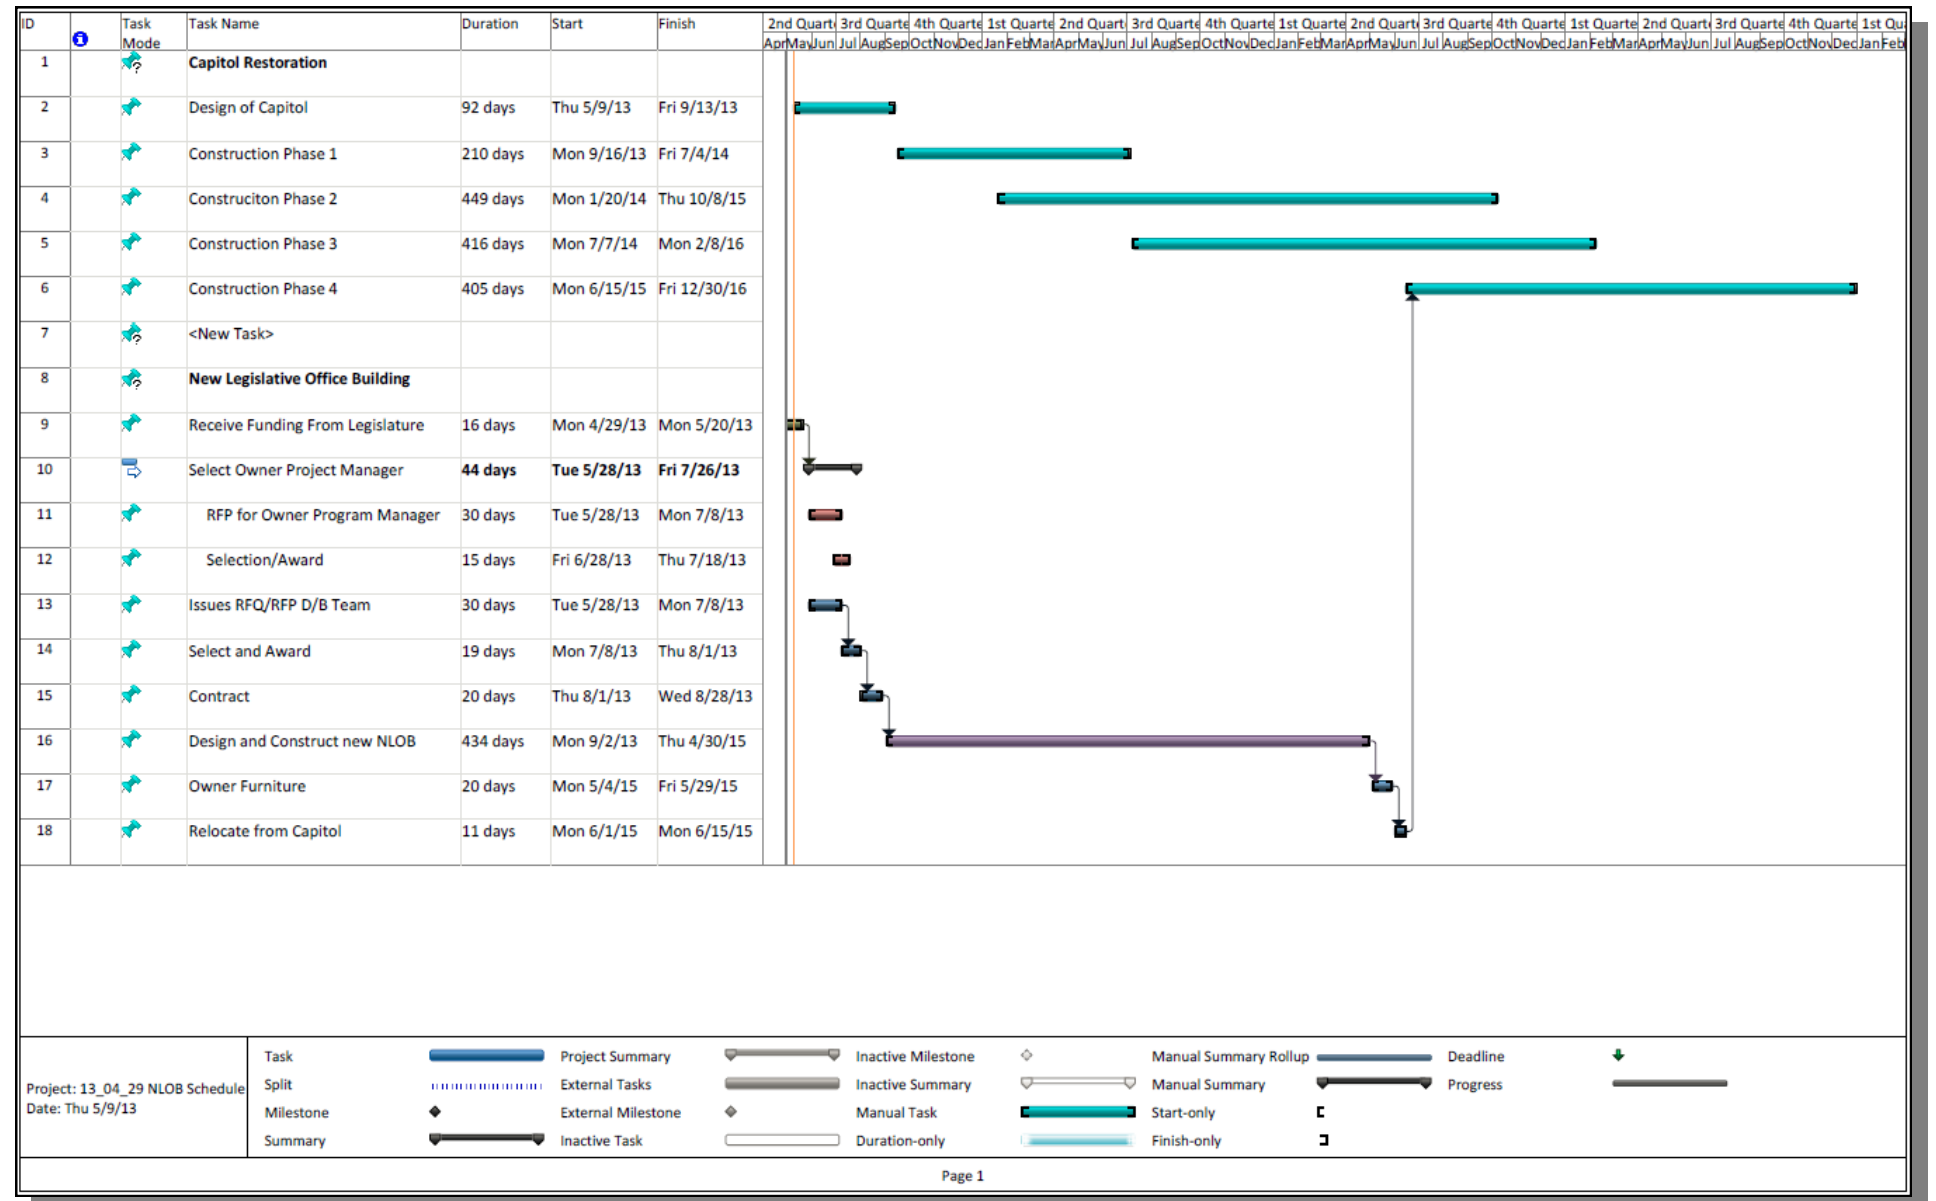 ID Task Mode Task Name Duration Start Finish 2nd Quart 3rd Quarte 4th Quarte 1st Quarte 2nd Quart 3rd Quarte 4th Quarte 1st Quarte 2nd Quart 3rd Quarte 4th Quarte 1st Quarte 2nd Quart 3rd Quarte 4th Quarte 1st Qu
Apr May Jun Jul Aug Sep Oct Nov Dec Jan Feb Mar Apr May Jun Jul Aug Sep Oct Nov Dec Jan Feb Mar Apr May Jun Jul Aug Sep Oct Nov Dec Jan Feb Mar Apr May Jun Jul Aug Sep Oct Nov Dec Jan Feb
1 Capitol Restoration
2 Design of Capitol 92 days Thu 5/9/13 Fri 9/13/13
3 Construction Phase 1 210 days Mon 9/16/13 Fri 7/4/14
4 Construciton Phase 2 449 days Mon 1/20/14 Thu 10/8/15
5 Construction Phase 3 416 days Mon 7/7/14 Mon 2/8/16
6 Construction Phase 4 405 days Mon 6/15/15 Fri 12/30/16
7 <New Task>
8 New Legislative Office Building
9 Receive Funding From Legislature 16 days Mon 4/29/13 Mon 5/20/13
10 Select Owner Project Manager 44 days Tue 5/28/13 Fri 7/26/13
11 RFP for Owner Program Manager 30 days Tue 5/28/13 Mon 7/8/13
12 Selection/Award 15 days Fri 6/28/13 Thu 7/18/13
13 Issues RFQ/RFP D/B Team 30 days Tue 5/28/13 Mon 7/8/13
14 Select and Award 19 days Mon 7/8/13 Thu 8/1/13
15 Contract 20 days Thu 8/1/13 Wed 8/28/13
16 Design and Construct new NLOB 434 days Mon 9/2/13 Thu 4/30/15
17 Owner Furniture 20 days Mon 5/4/15 Fri 5/29/15
18 Relocate from Capitol 11 days Mon 6/1/15 Mon 6/15/15
Project: 13_04_29 NLOB Schedule
Date: Thu 5/9/13
Task Project Summary Inactive Milestone Manual Summary Rollup Deadline
Split External Tasks Inactive Summary Manual Summary Progress
Milestone External Milestone Manual Task Start-only
Summary Inactive Task Duration-only Finish-only
Page 1